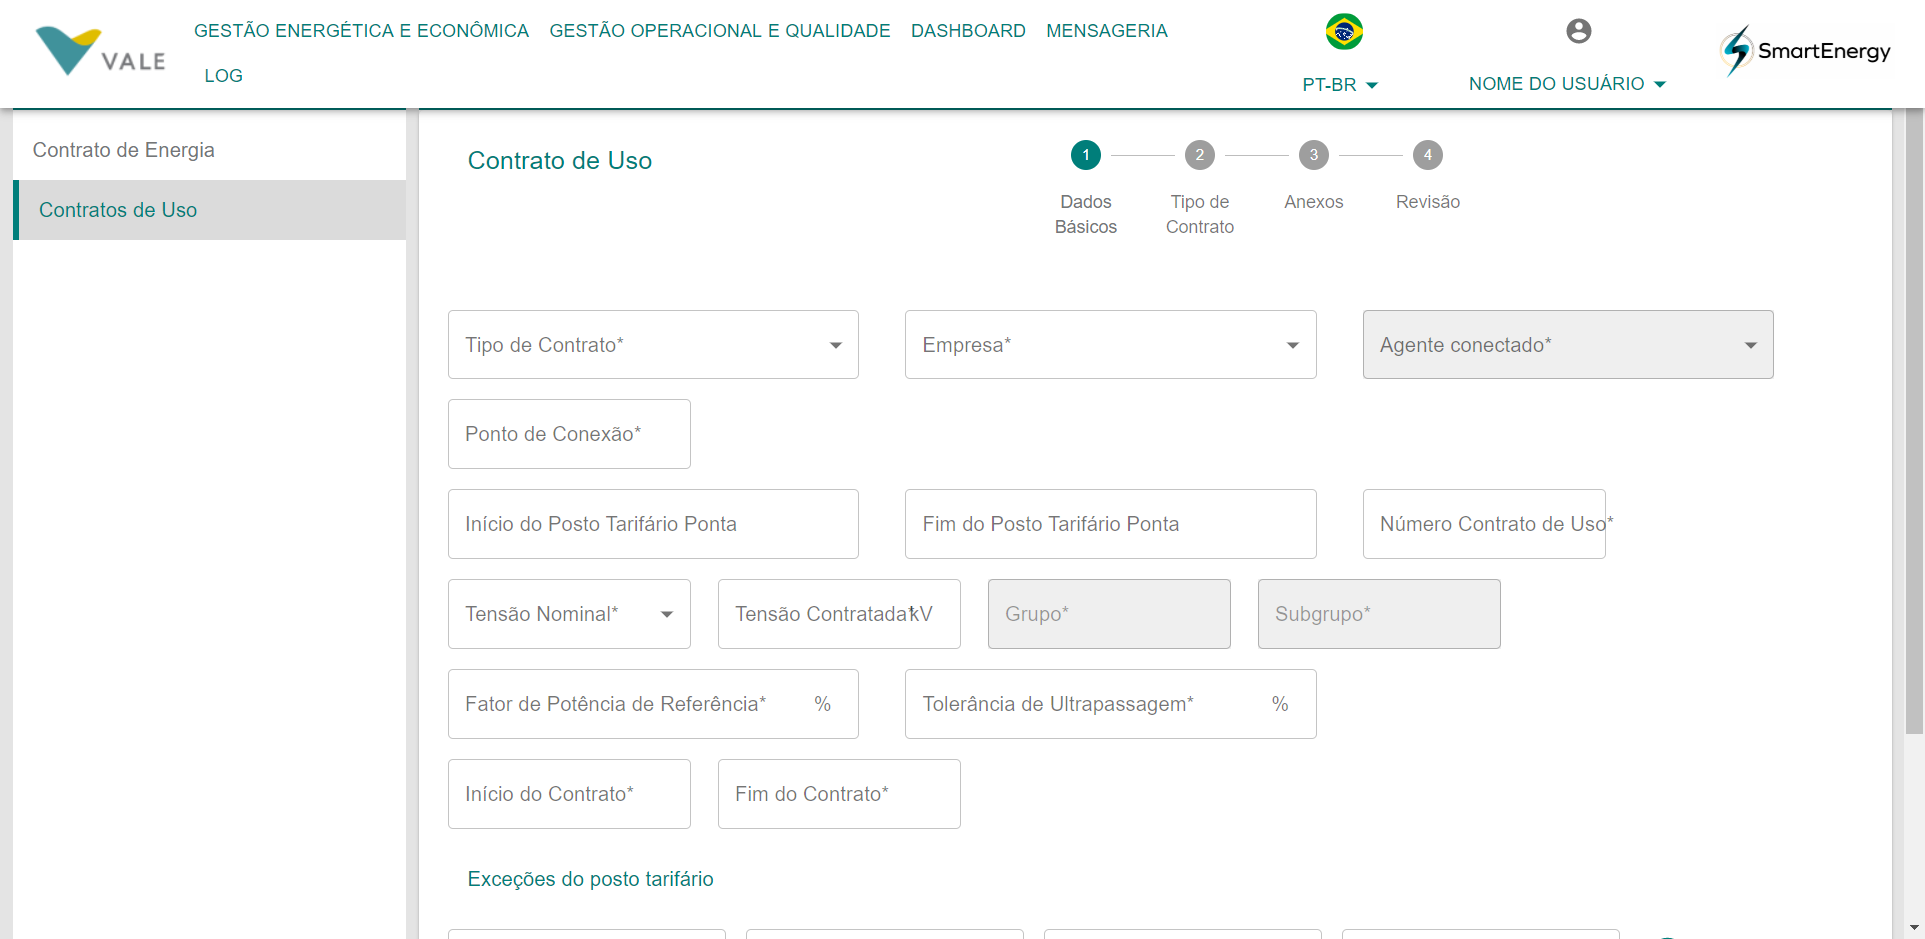 VALE
GESTÃO ENERGÉTICA E ECONÔMICA GESTÃO OPERACIONAL E QUALIDADE DASHBOARD MENSAGERIA
LOG
PT-BR
NOME DO USUÁRIO
SmartEnergy
Contrato de Energia
Contratos de Uso
Contrato de Uso
1 2 3 4
Dados Básicos
Tipo de Contrato
Anexos
Revisão
Tipo de Contrato* Empresa* Agente conectado*
Ponto de Conexão*
Início do Posto Tarifário Ponta Fim do Posto Tarifário Ponta Número Contrato de Uso*
Tensão Nominal* Tensão Contratada* kV Grupo* Subgrupo*
Fator de Potência de Referência* % Tolerância de Ultrapassagem* %
Início do Contrato* Fim do Contrato*
Exceções do posto tarifário